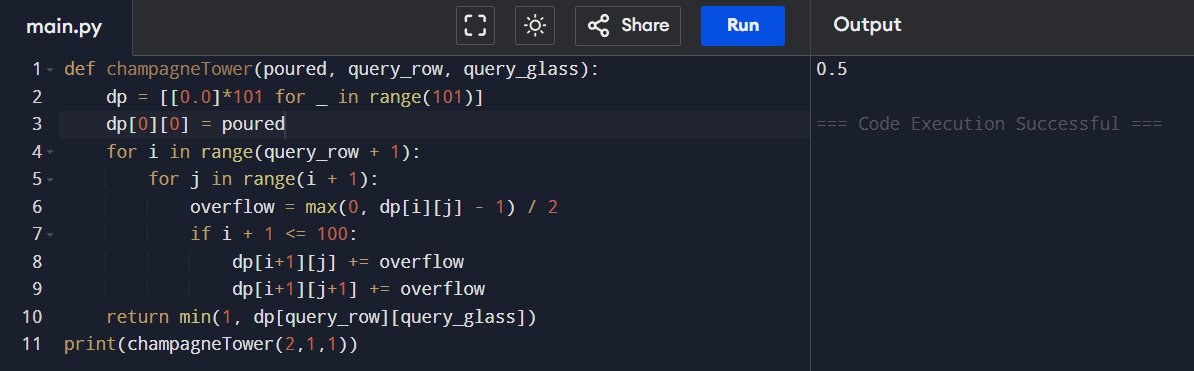 main.py Share Run Output
1 def champagneTower(poured, query_row, query_glass):
2 dp = [[0.0]*101 for _ in range(101)]
3 dp[0][0] = poured
4 for i in range(query_row + 1):
5 for j in range(i + 1):
6 overflow = max(0, dp[i][j] - 1) / 2
7 if i + 1 <= 100:
8 dp[i+1][j] += overflow
9 dp[i+1][j+1] += overflow
10 return min(1, dp[query_row][query_glass])
11 print(champagneTower(2,1,1))
0.5
=== Code Execution Successful ===